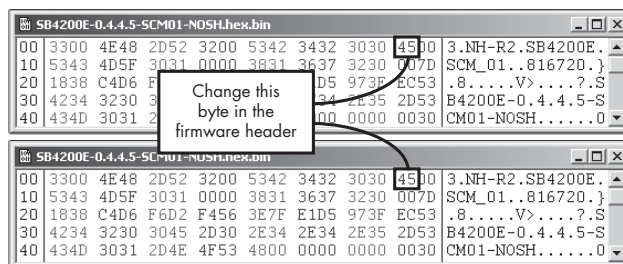 SB4200E-0.4.4.5-SCM01-NOSH.hex.bin
00 3300 4E48 2D52 3200 5342 3432 3030 4500 3.NH-R2.SB4200E.
10 5343 4D5F 3031 0000 3831 3637 3230 007D SCM_01..816720.}
20 1838 C4D6 973F EC53 .8.....V>....?.S
30 4234 3230 2E35 2D53 B4200E-0.4.4.5-S
40 434D 3031 0000 0030 CM01-NOSH......0
Change this
byte in the
firmware header
SB4200E-0.4.4.5-SCM01-NOSH.hex.bin
00 3300 4E48 2D52 3200 5342 3432 3030 4500 3.NH-R2.SB4200E.
10 5343 4D5F 3031 0000 3831 3637 3230 007D SCM_01..816720.}
20 1838 C4D6 F6D2 F456 3E7F E1D5 973F EC53 .8.....V>....?.S
30 4234 3230 3045 2D30 2E34 2E34 2E35 2D53 B4200E-0.4.4.5-S
40 434D 3031 2D4E 4F53 4800 0000 0000 0030 CM01-NOSH......0